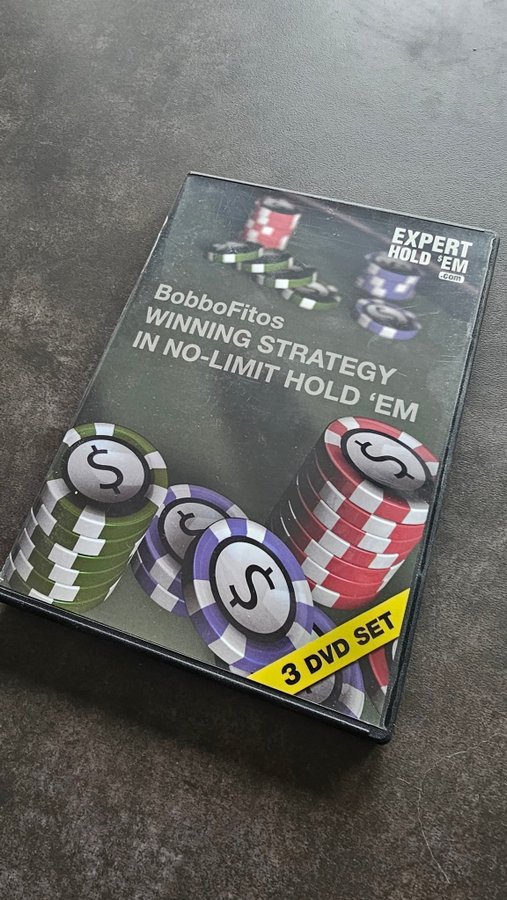 EXPERT
HOLD $'EM
.com
BobboFitos
WINNING STRATEGY
IN NO-LIMIT HOLD ‘EM
$
$
$
$
3 DVD SET